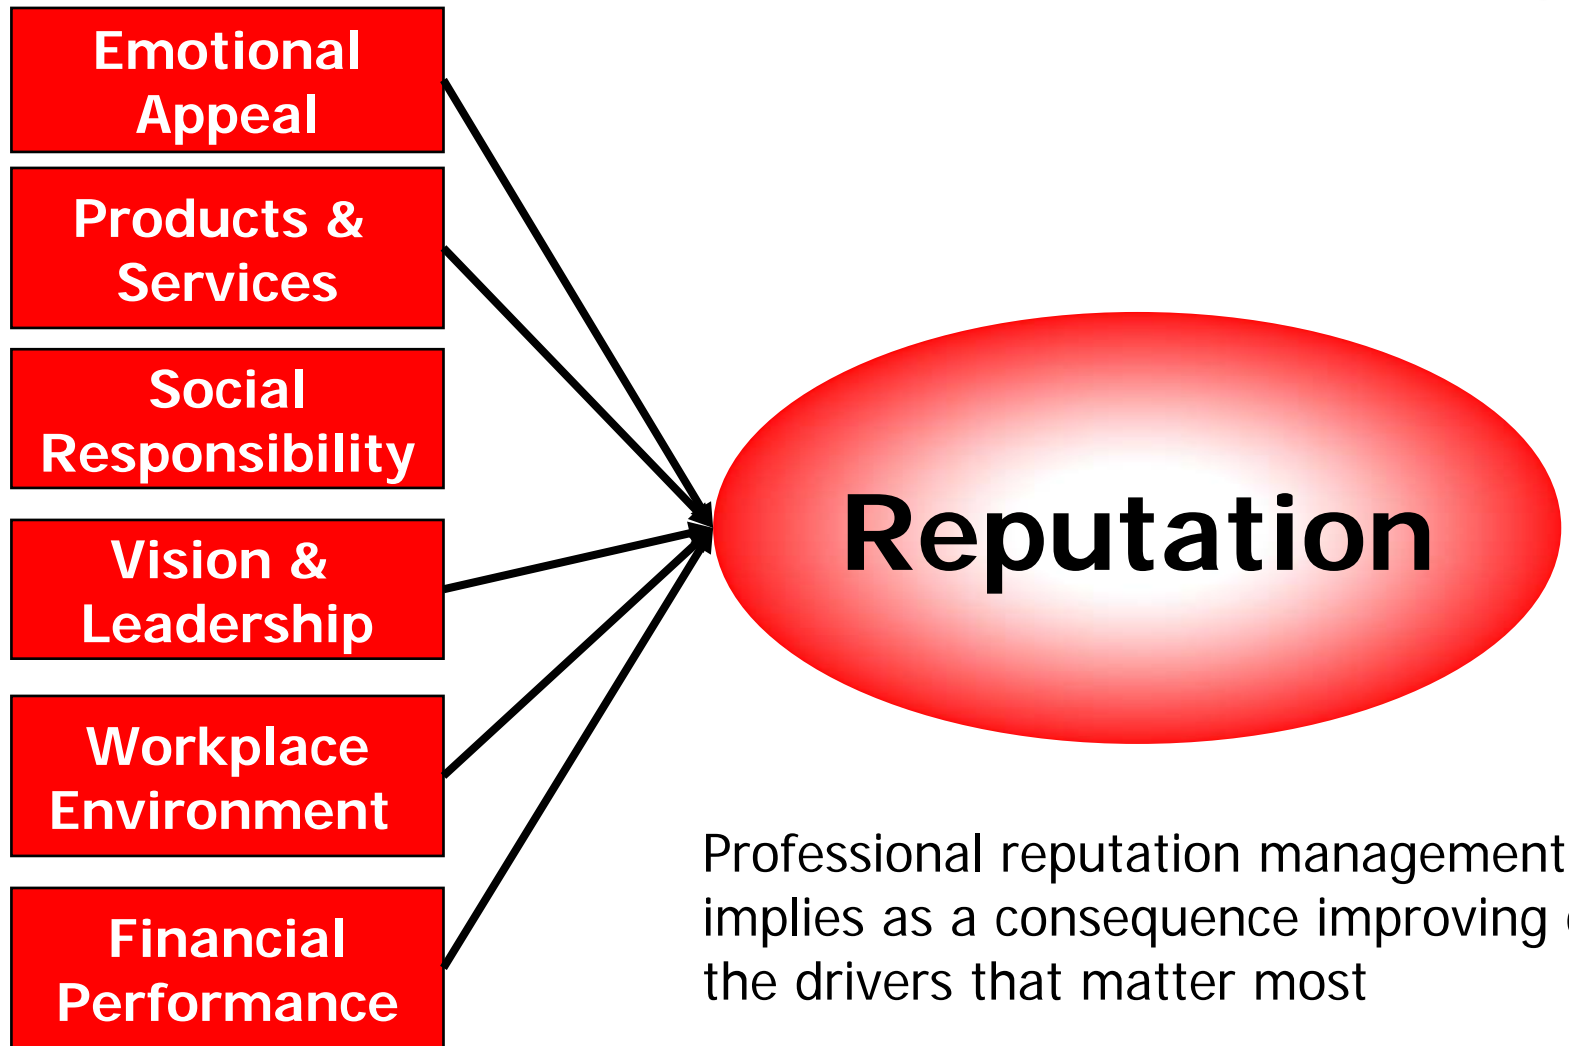 Emotional
Appeal
Products &
Services
Social
Responsibility
Vision &
Leadership
Workplace
Environment
Financial
Performance
Reputation
Professional reputation management
implies as a consequence improving
the drivers that matter most